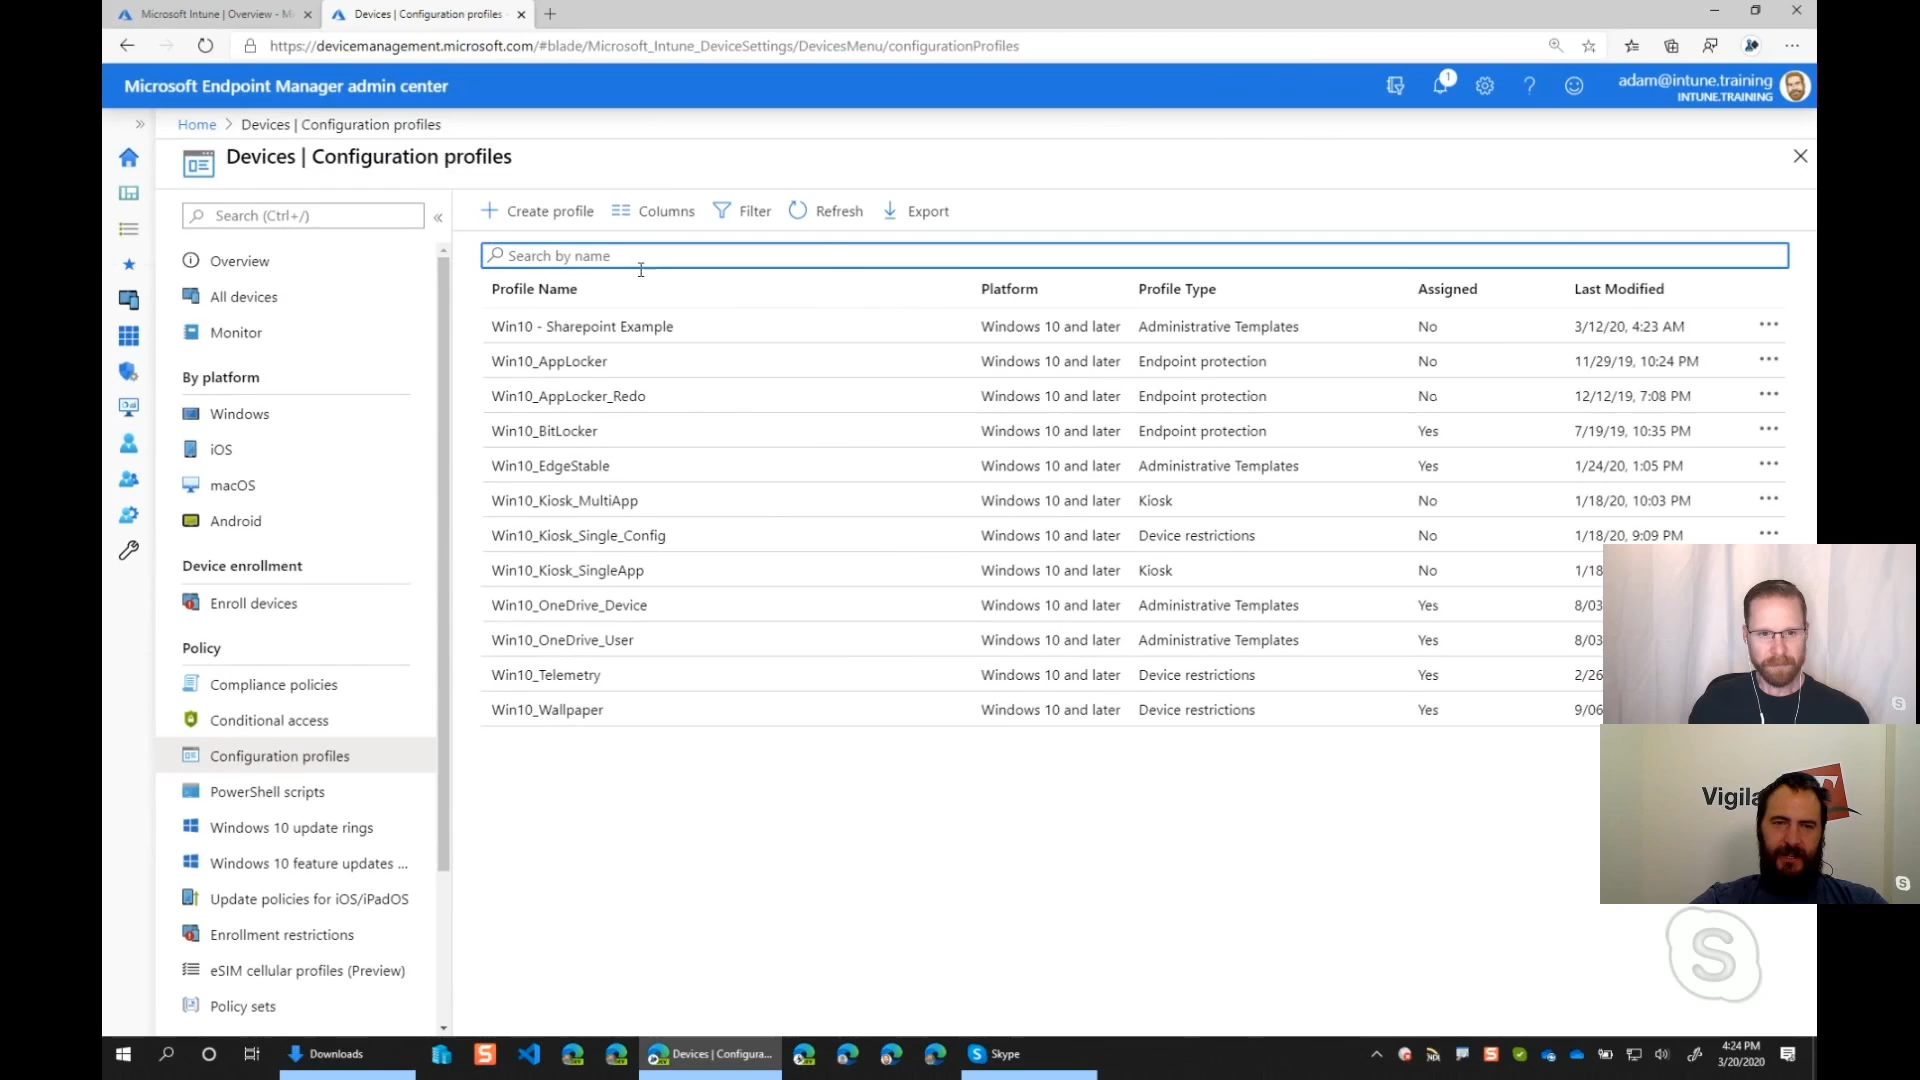 Microsoft Intune | Overview - M
Devices | Configuration profiles -
https://devicemanagement.microsoft.com/#blade/Microsoft_Intune_DeviceSettings/DevicesMenu/configurationProfiles
Microsoft Endpoint Manager admin center
1
adam@intune.training
INTUNE.TRAINING
Home > Devices | Configuration profiles
Devices | Configuration profiles
Search (Ctrl+/)
Overview
All devices
Monitor
By platform
Windows
iOS
macOS
Android
Device enrollment
Enroll devices
Policy
Compliance policies
Conditional access
Configuration profiles
PowerShell scripts
Windows 10 update rings
Windows 10 feature updates ...
Update policies for iOS/iPadOS
Enrollment restrictions
eSIM cellular profiles (Preview)
Policy sets
Create profile Columns Filter Refresh Export
Search by name
Profile Name Platform Profile Type Assigned Last Modified
Win10 - Sharepoint Example Windows 10 and later Administrative Templates No 3/12/20, 4:23 AM
Win10_AppLocker Windows 10 and later Endpoint protection No 11/29/19, 10:24 PM
Win10_AppLocker_Redo Windows 10 and later Endpoint protection No 12/12/19, 7:08 PM
Win10_BitLocker Windows 10 and later Endpoint protection Yes 7/19/19, 10:35 PM
Win10_EdgeStable Windows 10 and later Administrative Templates Yes 1/24/20, 1:05 PM
Win10_Kiosk_MultiApp Windows 10 and later Kiosk No 1/18/20, 10:03 PM
Win10_Kiosk_Single_Config Windows 10 and later Device restrictions No 1/18/20, 9:09 PM
Win10_Kiosk_SingleApp Windows 10 and later Kiosk No 1/18
Win10_OneDrive_Device Windows 10 and later Administrative Templates Yes 8/03
Win10_OneDrive_User Windows 10 and later Administrative Templates Yes 8/03
Win10_Telemetry Windows 10 and later Device restrictions Yes 2/26
Win10_Wallpaper Windows 10 and later Device restrictions Yes 9/06
Vigila
Downloads
Devices | Configura...
Skype
4:24 PM
3/20/2020